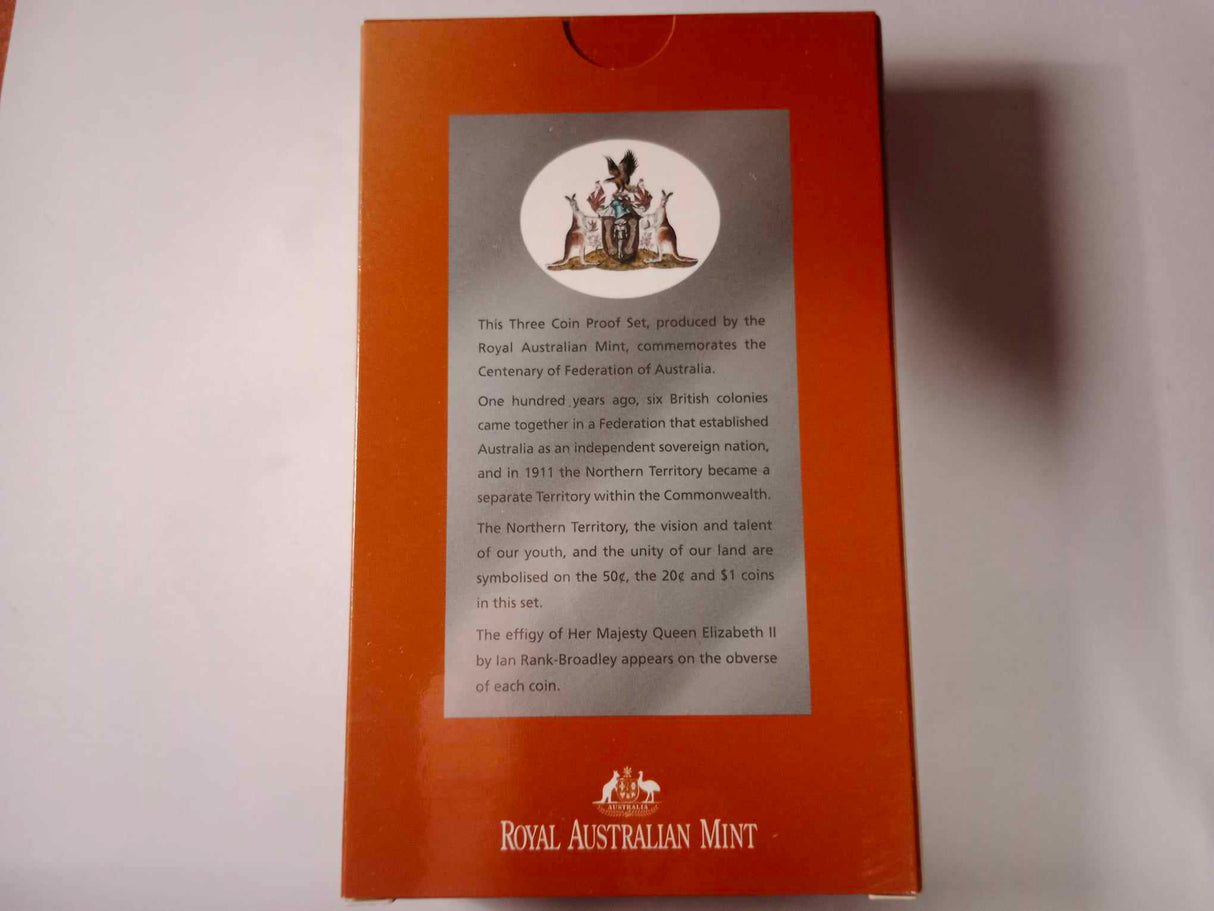 This Three Coin Proof Set, produced by the
Royal Australian Mint, commemorates the
Centenary of Federation of Australia.
One hundred years ago, six British colonies
came together in a Federation that established
Australia as an independent sovereign nation,
and in 1911 the Northern Territory became a
separate Territory within the Commonwealth.
The Northern Territory, the vision and talent
of our youth, and the unity of our land are
symbolised on the 50¢, the 20¢ and $1 coins
in this set.
The effigy of Her Majesty Queen Elizabeth II
by Ian Rank-Broadley appears on the obverse
of each coin.
AUSTRALIA
ROYAL AUSTRALIAN MINT